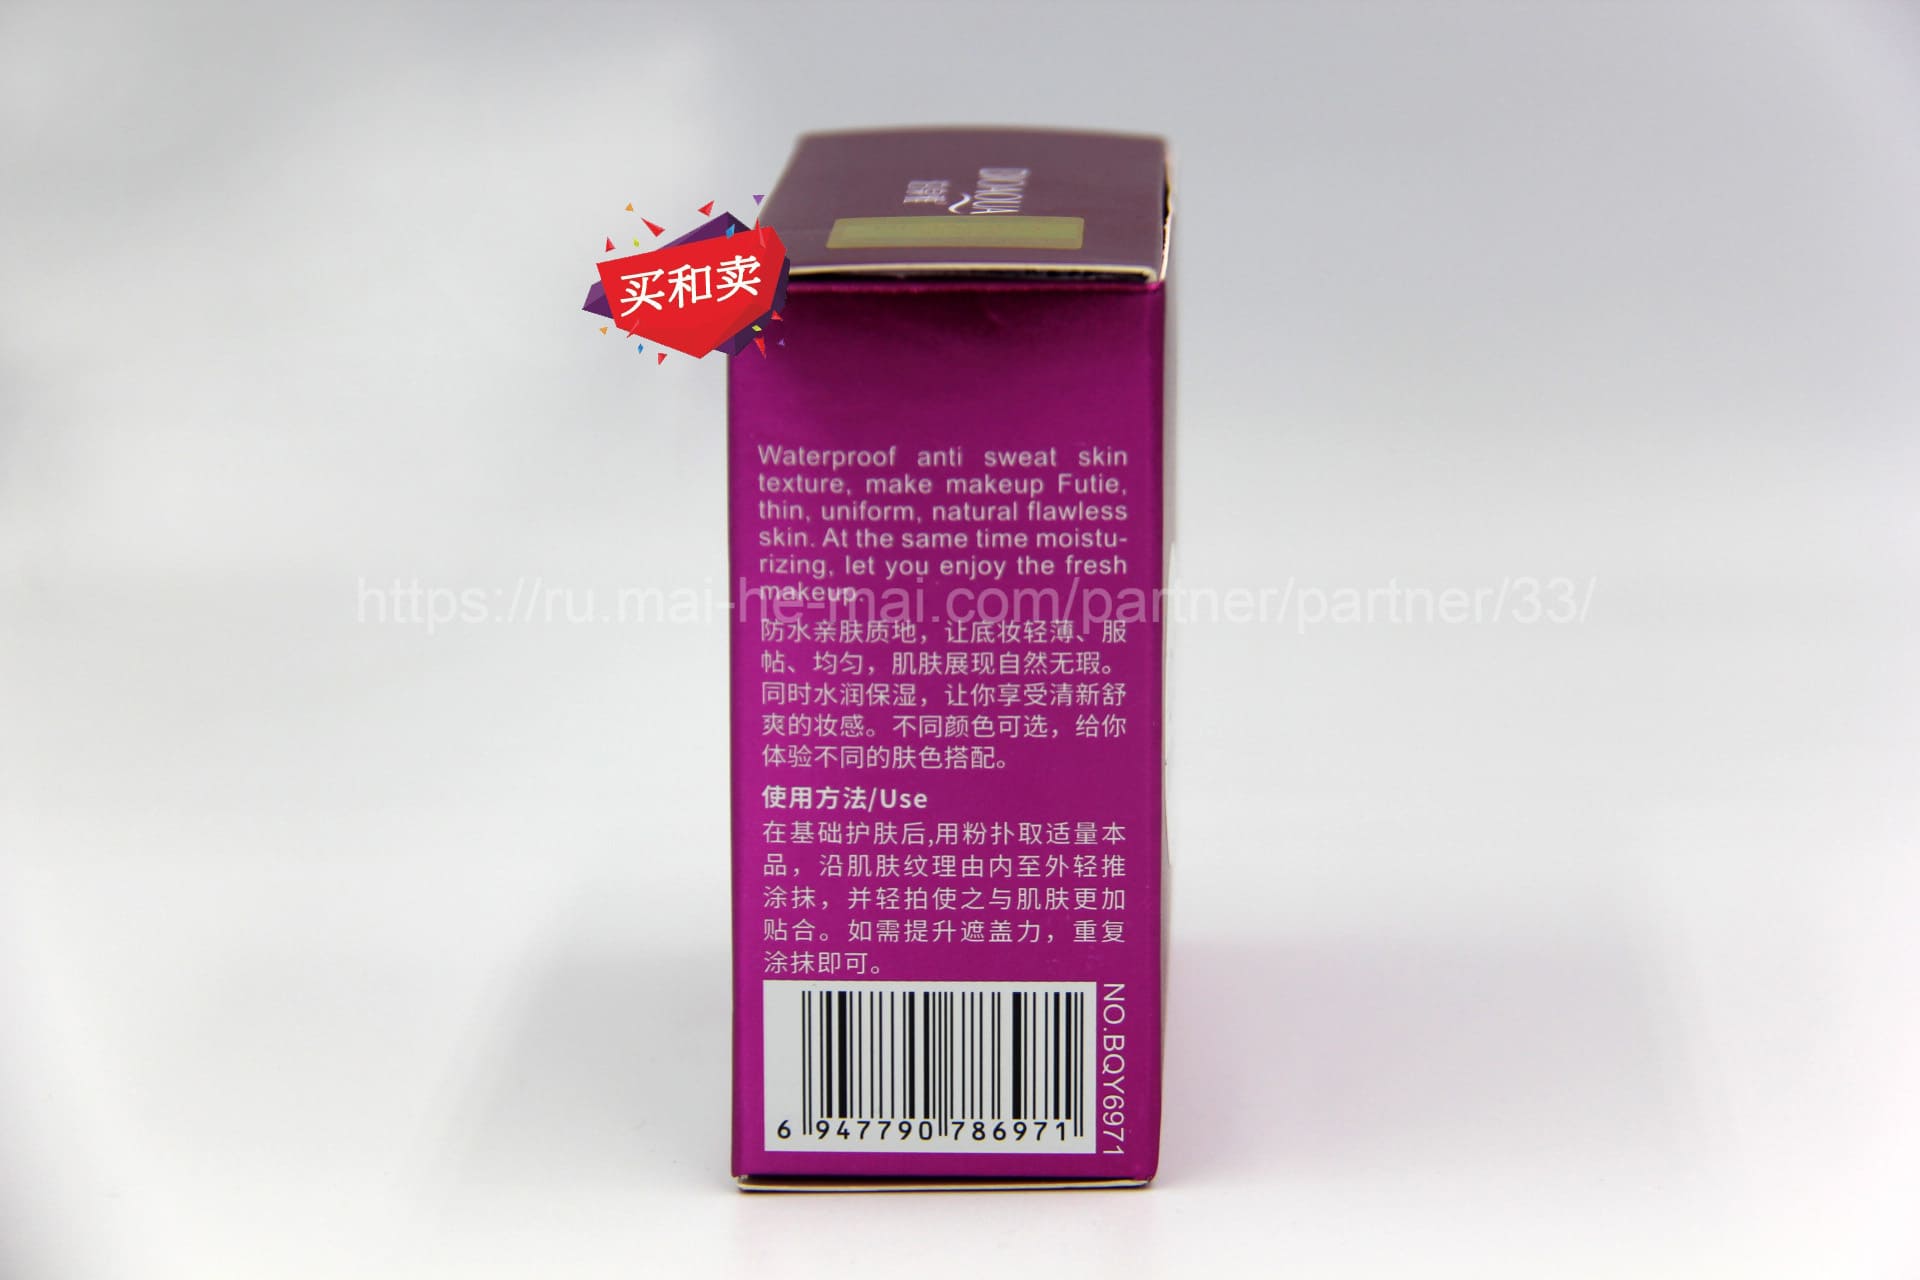 BIOAQUA
买和卖
Waterproof anti sweat skin
texture, make makeup Futie,
thin, uniform, natural flawless
skin. At the same time moistu-
rizing, let you enjoy the fresh
makeup.
https://ru.mai-he-mai.com/partner/partner/33/
防水亲肤质地，让底妆轻薄、服
帖、均匀，肌肤展现自然无瑕。
同时水润保湿，让你享受清新舒
爽的妆感。不同颜色可选，给你
体验不同的肤色搭配。
使用方法/Use
在基础护肤后,用粉扑取适量本
品，沿肌肤纹理由内至外轻推
涂抹，并轻拍使之与肌肤更加
贴合。如需提升遮盖力，重复
涂抹即可。
6 947790 786971
NO.BQY6971